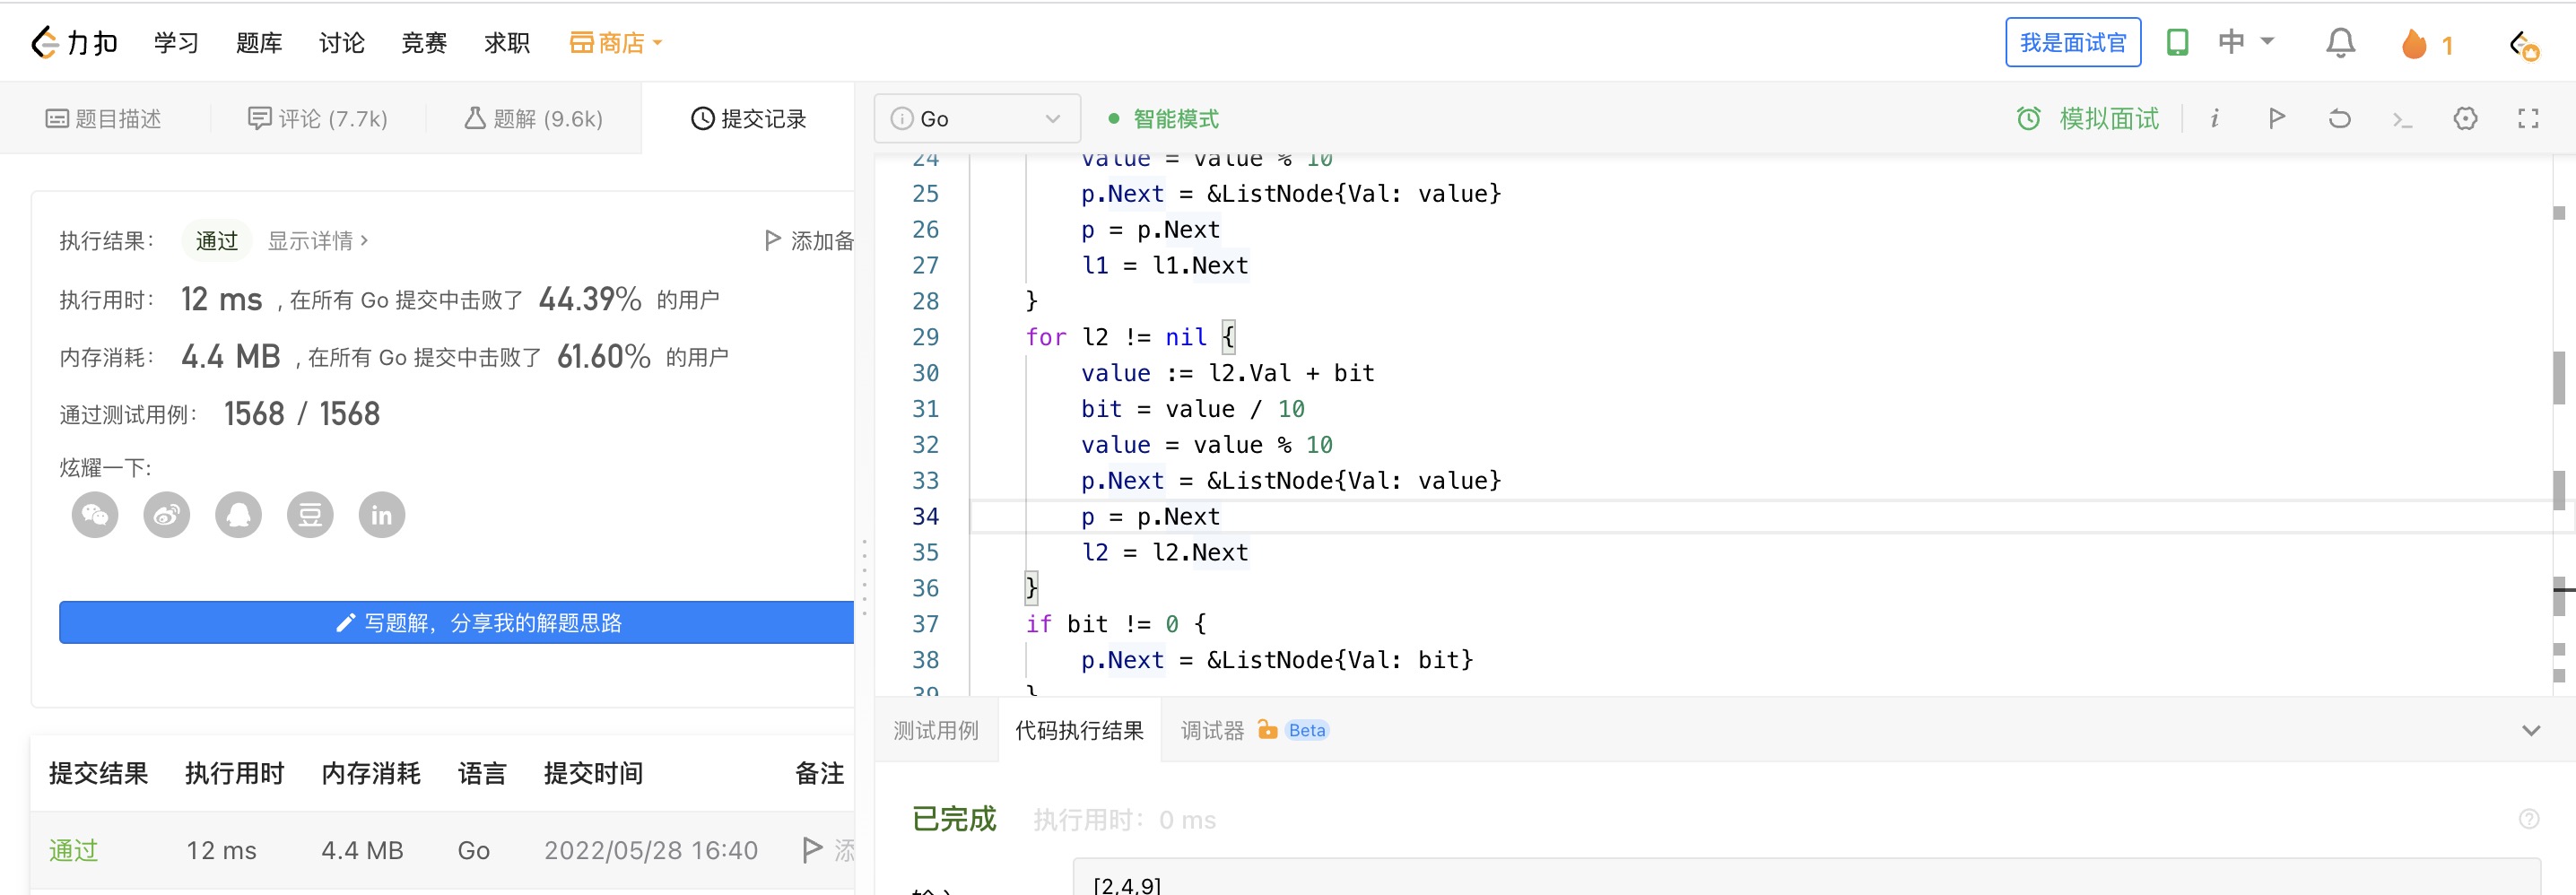 力扣 学习 题库 讨论 竞赛 求职 商店 我是面试官 中 1
题目描述 评论 (7.7k) 题解 (9.6k) 提交记录
Go 智能模式 模拟面试
执行结果： 通过 显示详情 › 添加备
执行用时： 12 ms , 在所有 Go 提交中击败了 44.39% 的用户
内存消耗： 4.4 MB , 在所有 Go 提交中击败了 61.60% 的用户
通过测试用例： 1568 / 1568
炫耀一下:
豆 in
写题解，分享我的解题思路
提交结果 执行用时 内存消耗 语言 提交时间 备注
通过 12 ms 4.4 MB Go 2022/05/28 16:40 添
24 value = value % 10
25 p.Next = &ListNode{Val: value}
26 p = p.Next
27 l1 = l1.Next
28 }
29 for l2 != nil {
30 value := l2.Val + bit
31 bit = value / 10
32 value = value % 10
33 p.Next = &ListNode{Val: value}
34 p = p.Next
35 l2 = l2.Next
36 }
37 if bit != 0 {
38 p.Next = &ListNode{Val: bit}
39 }
测试用例 代码执行结果 调试器 Beta
已完成 执行用时： 0 ms
[2,4,9]